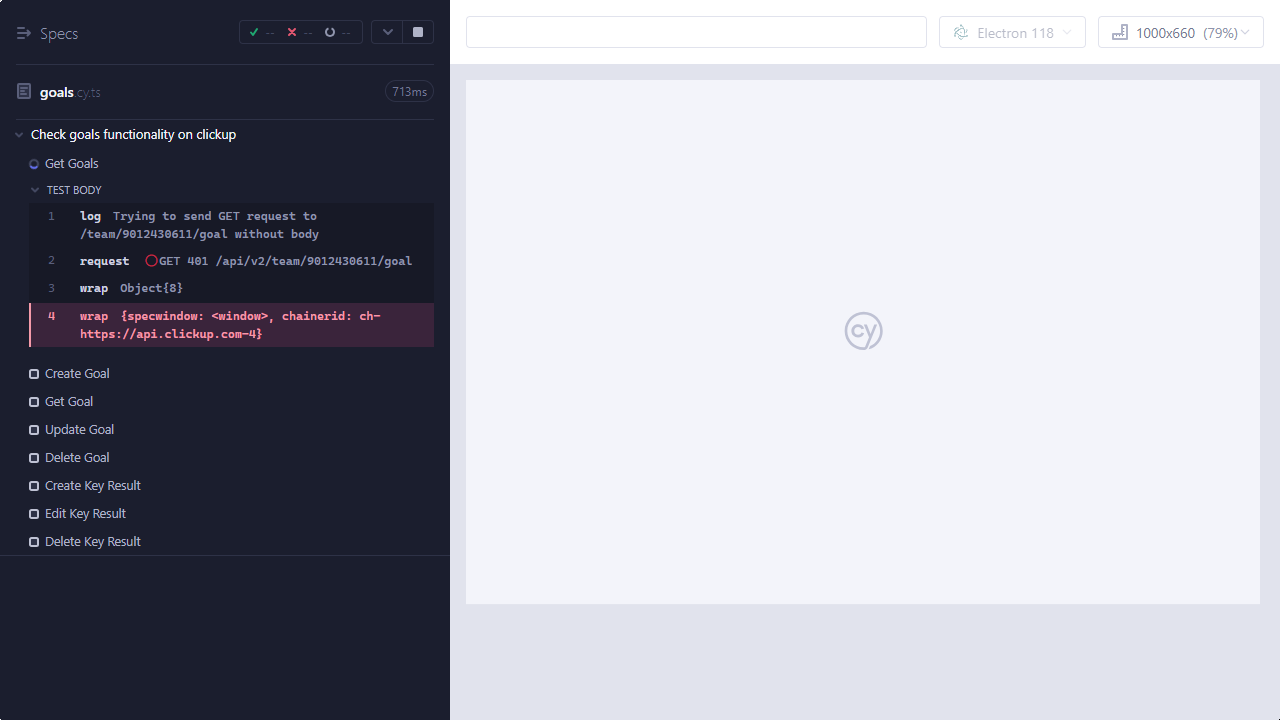 Specs
-- -- --
goals.cy.ts
713ms
Check goals functionality on clickup
Get Goals
TEST BODY
1 log Trying to send GET request to
/team/9012430611/goal without body
2 request GET 401 /api/v2/team/9012430611/goal
3 wrap Object{8}
4 wrap {specwindow: <window>, chainerid: ch-
https://api.clickup.com-4}
Create Goal
Get Goal
Update Goal
Delete Goal
Create Key Result
Edit Key Result
Delete Key Result
Electron 118
1000x660 (79%)
cy